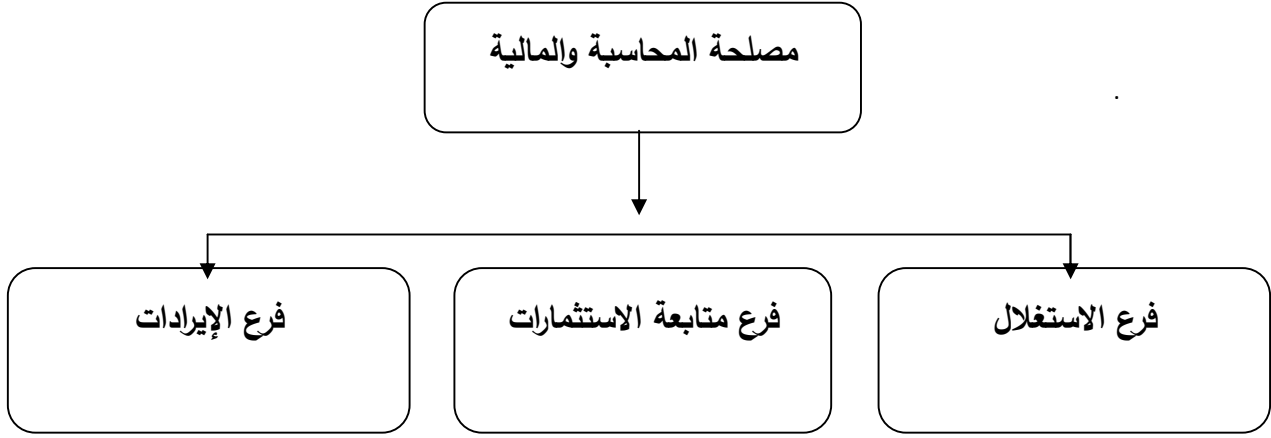 مصلحة المحاسبة والمالية
.
فرع الاستغلال
فرع متابعة الاستثمارات
فرع الإيرادات